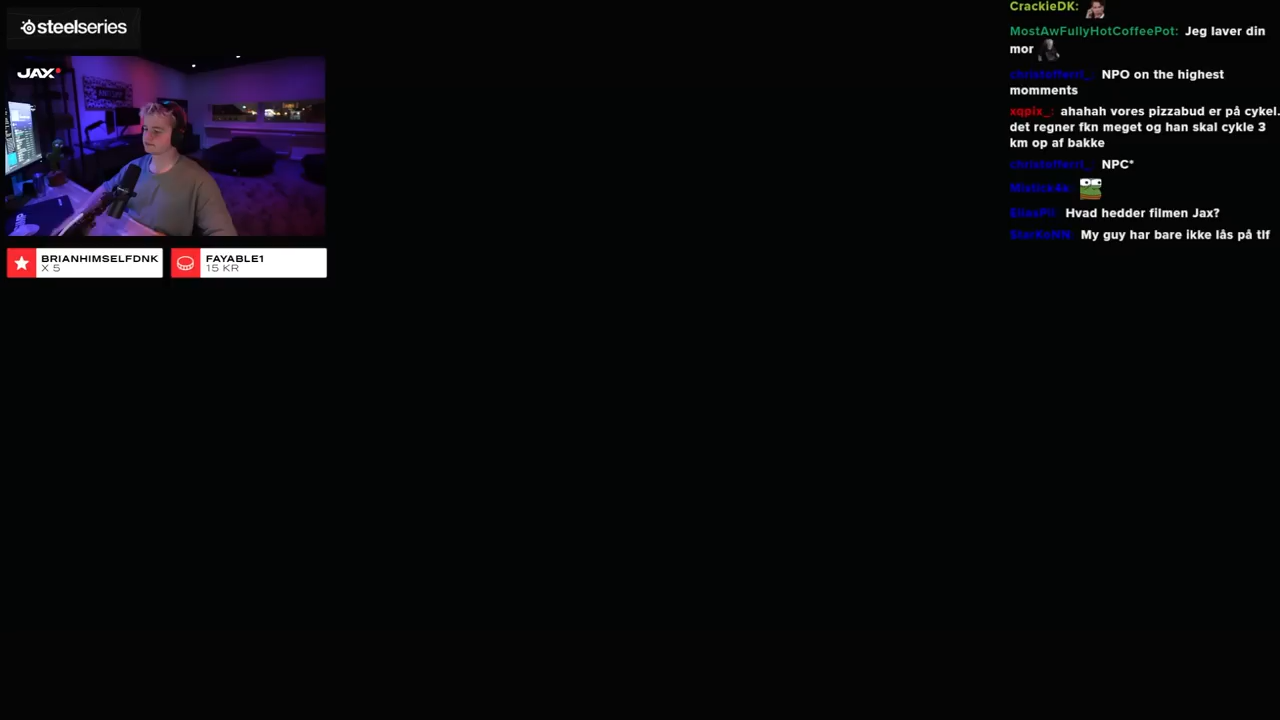 steelseries
JAX
BRIANHIMSELFDNK
X 5
FAYABLE1
15 KR
CrackieDK:
MostAwFullyHotCoffeePot: Jeg laver din
mor
NPO on the highest
momments
xqpix_: ahahah vores pizzabud er på cykel.
det regner fkn meget og han skal cykle 3
km op af bakke
NPC*
Hvad hedder filmen Jax?
My guy har bare ikke lås på tlf